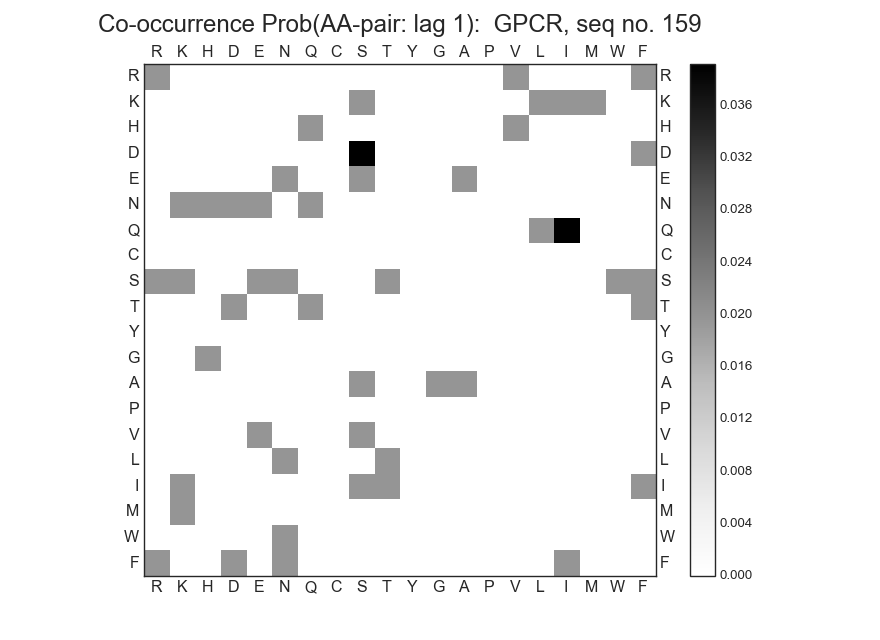 Co-occurrence Prob(AA-pair: lag 1):  GPCR, seq no. 159
R K H D E N Q C S T Y G A P V L I M W F
R R
K K
H H
D D
E E
N N
Q Q
C C
S S
T T
Y Y
G G
A A
P P
V V
L L
I I
M M
W W
F F
R K H D E N Q C S T Y G A P V L I M W F
0.036
0.032
0.028
0.024
0.020
0.016
0.012
0.008
0.004
0.000